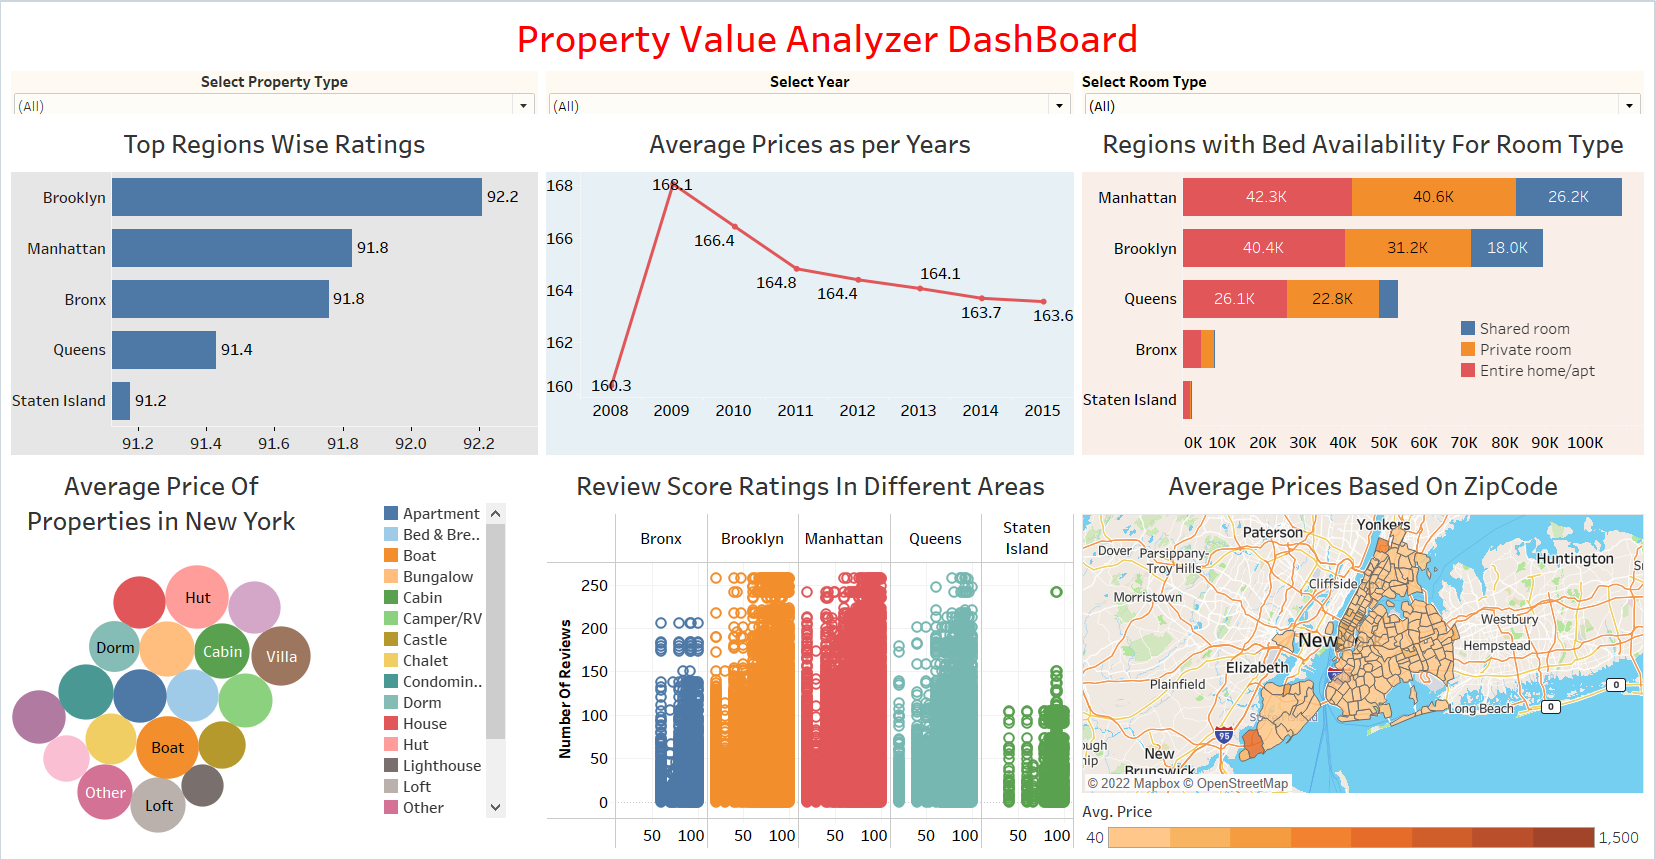 Property Value Analyzer DashBoard
Select Property Type
(All)
Select Year
(All)
Select Room Type
(All)
Top Regions Wise Ratings
Brooklyn 92.2
Manhattan 91.8
Bronx 91.8
Queens 91.4
Staten Island 91.2
91.2 91.4 91.6 91.8 92.0 92.2
Average Prices as per Years
168
166
164
162
160
160.3
168.1
166.4
164.8
164.4
164.1
163.7
163.6
2008 2009 2010 2011 2012 2013 2014 2015
Regions with Bed Availability For Room Type
Manhattan 42.3K 40.6K 26.2K
Brooklyn 40.4K 31.2K 18.0K
Queens 26.1K 22.8K
Bronx
Staten Island
Shared room
Private room
Entire home/apt
0K 10K 20K 30K 40K 50K 60K 70K 80K 90K 100K
Average Price Of
Properties in New York
Hut
Dorm
Cabin
Villa
Boat
Other
Loft
Apartment
Bed & Bre..
Boat
Bungalow
Cabin
Camper/RV
Castle
Chalet
Condomin..
Dorm
House
Hut
Lighthouse
Loft
Other
Review Score Ratings In Different Areas
Bronx Brooklyn Manhattan Queens Staten
Island
Number Of Reviews
250
200
150
100
50
0
50 100 50 100 50 100 50 100 50 100
Average Prices Based On ZipCode
Yonkers
Paterson
Dover
Parsippany-
Troy Hills
Huntington
Cliffside
Morristown
Westbury
New
Hempstead
Elizabeth
Plainfield
0
Long Beach
0
95
New
Brunswick
© 2022 Mapbox © OpenStreetMap
Avg. Price
40 1,500